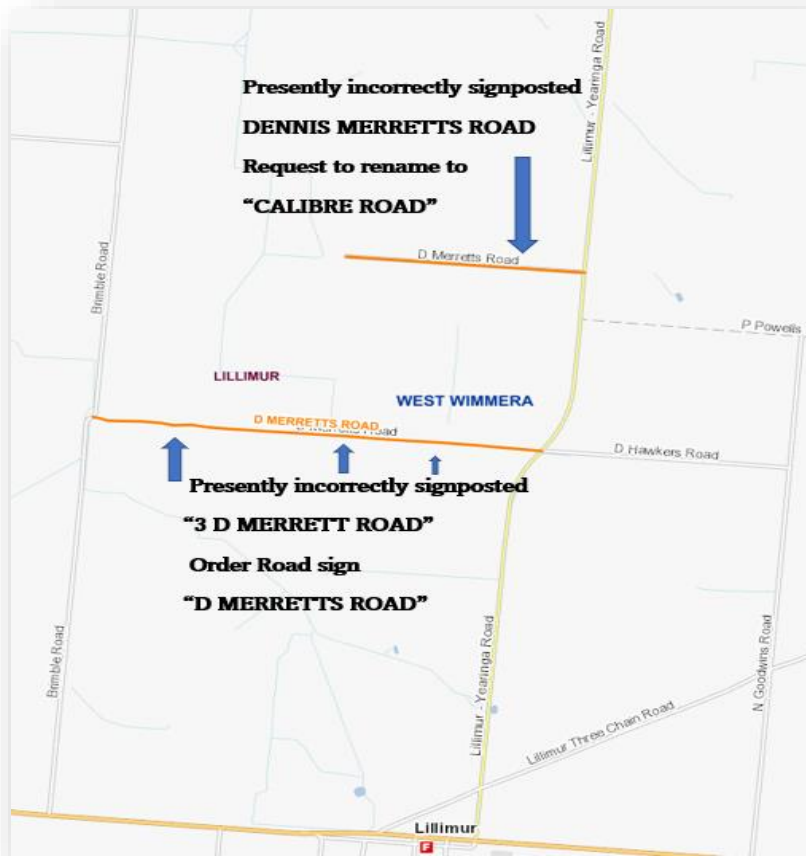 Presently incorrectly signposted
DENNIS MERRETTS ROAD
Request to rename to
“CALIBRE ROAD”
Lillimur - Yearinga Road
Brimble Road
D Merretts Road
P Powells
LILLIMUR
WEST WIMMERA
D MERRETTS ROAD
D Hawkers Road
Presently incorrectly signposted
“3 D MERRETT ROAD”
Order Road sign
“D MERRETTS ROAD”
Brimble Road
Lillimur - Yearinga Road
N Goodwins Road
Lillimur Three Chain Road
Lillimur
F